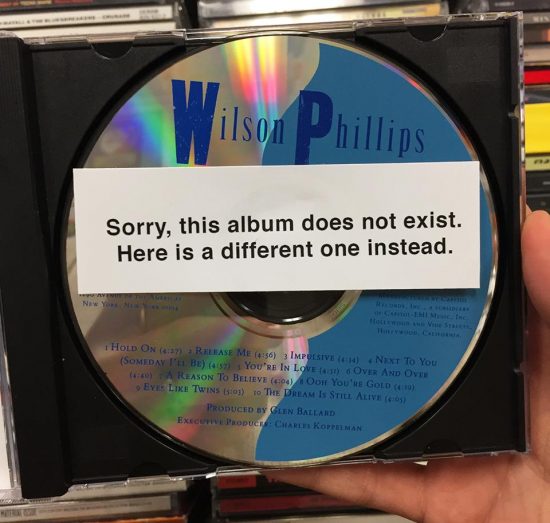 Wilson Phillips
Sorry, this album does not exist.
Here is a different one instead.
New York, New York
Records, Inc., a subsidiary
of Capitol-EMI Music, Inc.
Hollywood and Vine Streets,
Hollywood, California.
1 Hold On (4:27) 2 Release Me (4:56) 3 Impulsive (4:34) 4 Next To You
(Someday I'll Be) (4:57) 5 You're In Love (4:51) 6 Over And Over
(4:40) 7 A Reason To Believe (4:04) 8 Ooh You're Gold (4:19)
9 Eyes Like Twins (5:03) 10 The Dream Is Still Alive (4:05)
Produced by Glen Ballard
Executive Producer: Charles Koppelman